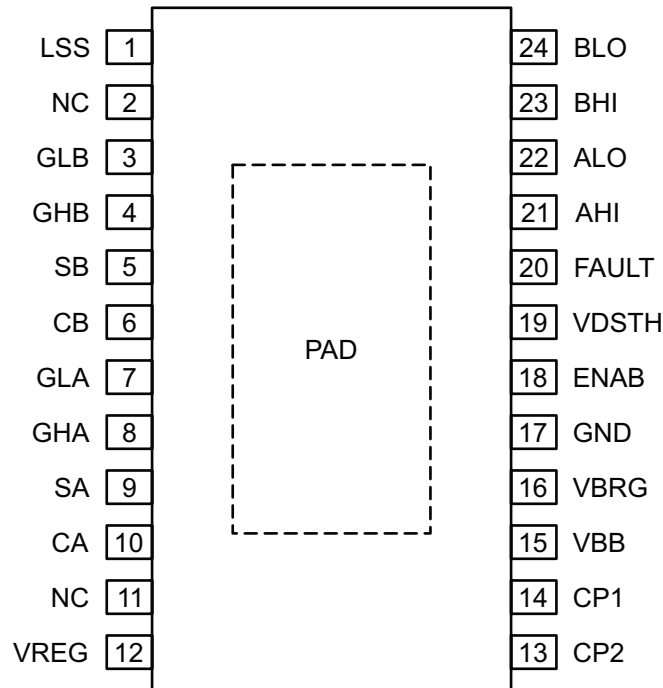 LSS 1 24 BLO
NC 2 23 BHI
GLB 3 22 ALO
GHB 4 21 AHI
SB 5 20 FAULT
CB 6 19 VDSTH
PAD
GLA 7 18 ENAB
GHA 8 17 GND
SA 9 16 VBRG
CA 10 15 VBB
NC 11 14 CP1
VREG 12 13 CP2